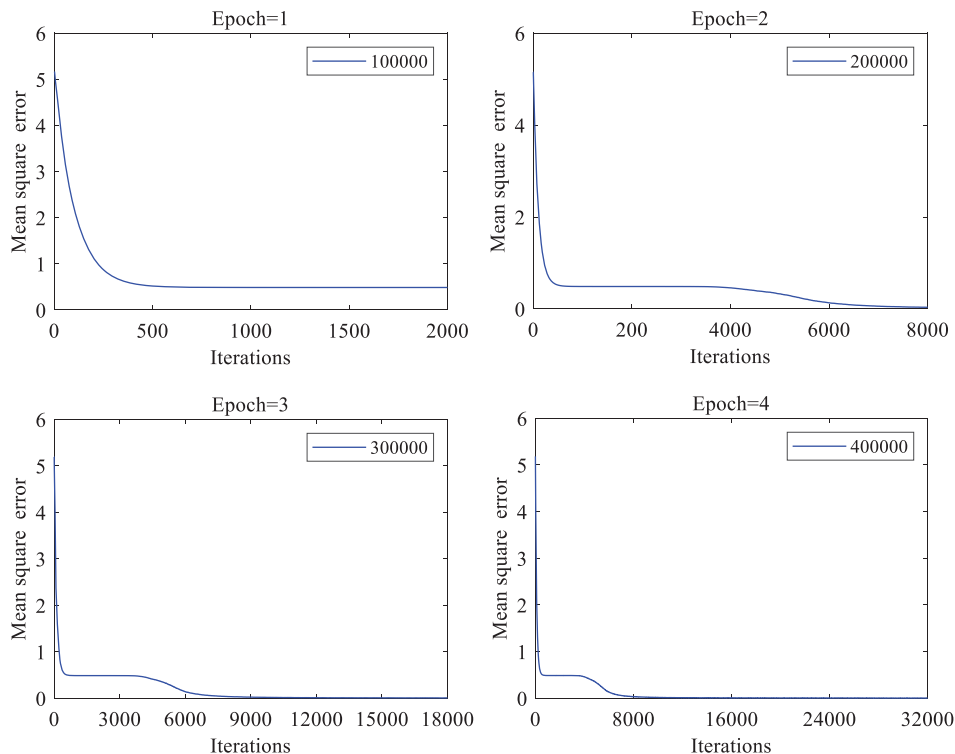 Epoch=1
6
5
4
3
2
1
0
Mean square error
100000
0 500 1000 1500 2000
Iterations
Epoch=2
6
4
2
0
Mean square error
200000
0 200 4000 6000 8000
Iterations
Epoch=3
6
5
4
3
2
1
0
Mean square error
300000
0 3000 6000 9000 12000 15000 18000
Iterations
Epoch=4
6
5
4
3
2
1
0
Mean square error
400000
0 8000 16000 24000 32000
Iterations